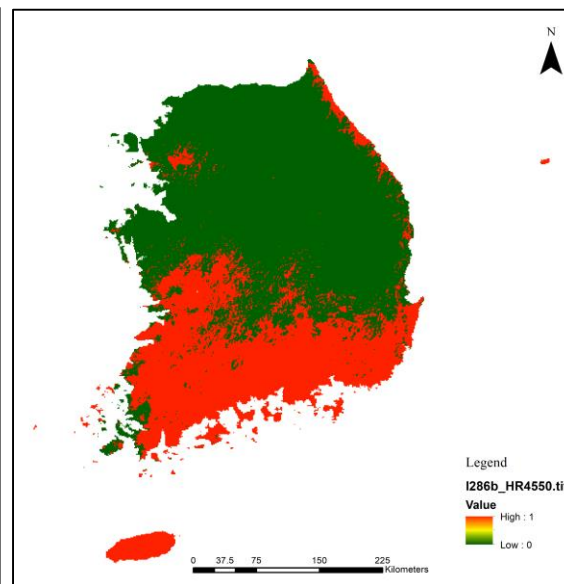 N
Legend
I286b_HR4550.tif
Value
High : 1
Low : 0
0 37.5 75 150 225
Kilometers